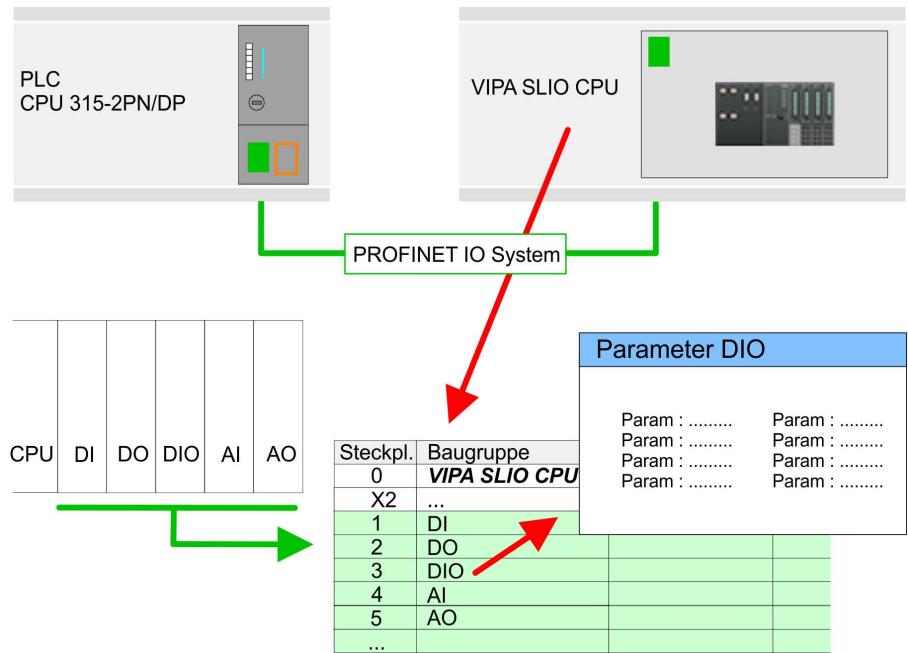 PLC
CPU 315-2PN/DP
VIPA SLIO CPU
PROFINET IO System
CPU DI DO DIO AI AO
Steckpl. Baugruppe
0 VIPA SLIO CPU
X2 ...
1 DI
2 DO
3 DIO
4 AI
5 AO
...
Parameter DIO
Param : ......... Param : .........
Param : ......... Param : .........
Param : ......... Param : .........
Param : ......... Param : .........